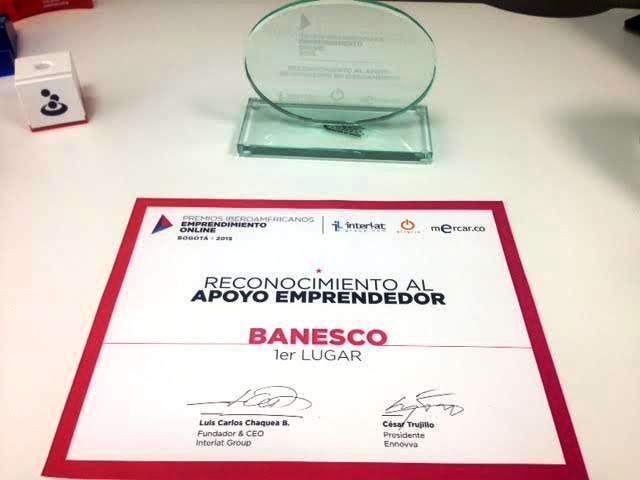 PREMIOS IBEROAMERICANOS
EMPRENDIMIENTO
ONLINE
BOGOTÁ - 2015
interlat
mercar.co
RECONOCIMIENTO AL
APOYO EMPRENDEDOR
BANESCO
1er LUGAR
Luis Carlos Chaquea B.
Fundador & CEO
Interlat Group
César Trujillo
Presidente
Ennovva